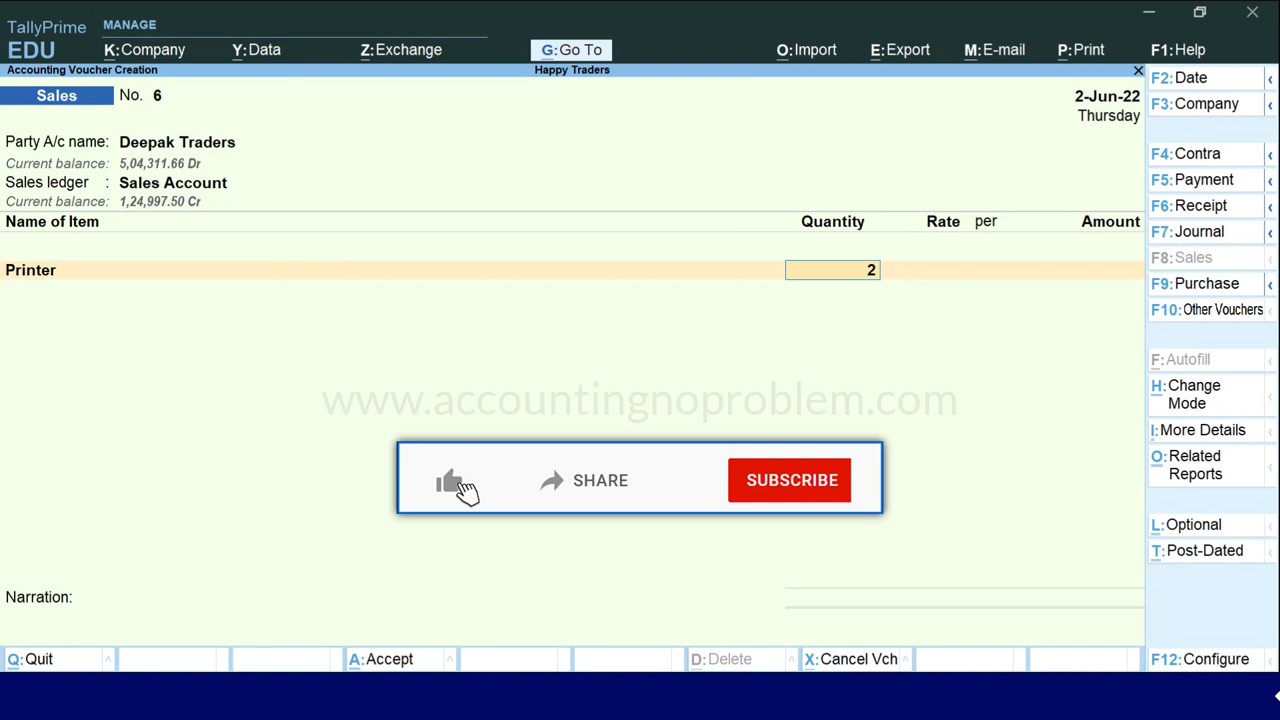 TallyPrime
EDU
MANAGE
K:Company
Y:Data
Z:Exchange
G:Go To
O:Import
E:Export
M:E-mail
P:Print
F1:Help
Accounting Voucher Creation
Happy Traders
Sales
No. 6
2-Jun-22
Thursday
Party A/c name: Deepak Traders
Current balance: 5,04,311.66 Dr
Sales ledger : Sales Account
Current balance: 1,24,997.50 Cr
Name of Item Quantity Rate per Amount
Printer 2
www.accountingnoproblem.com
SHARE
SUBSCRIBE
Narration:
F2:Date
F3:Company
F4:Contra
F5:Payment
F6:Receipt
F7:Journal
F8:Sales
F9:Purchase
F10:Other Vouchers
F:Autofill
H:Change
Mode
I:More Details
O:Related
Reports
L:Optional
T:Post-Dated
Q:Quit
A:Accept
D:Delete
X:Cancel Vch
F12:Configure